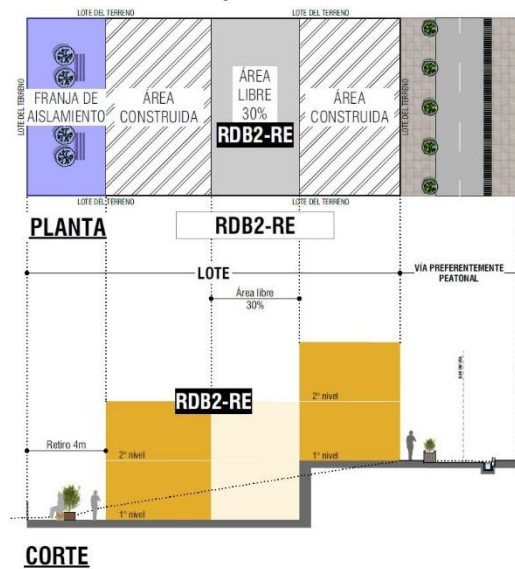 LOTE DEL TERRENO
LOTE DEL TERRENO
LOTE DEL TERRENO
FRANJA DE
AISLAMIENTO
ÁREA
CONSTRUIDA
ÁREA
LIBRE
30%
RDB2-RE
ÁREA
CONSTRUIDA
LOTE DEL TERRENO
LOTE DEL TERRENO
LOTE DEL TERRENO
PLANTA
RDB2-RE
LOTE
VÍA PREFERENTEMENTE
PEATONAL
Área libre
30%
RDB2-RE
2° nivel
Retiro 4m
2° nivel
1° nivel
1° nivel
CORTE